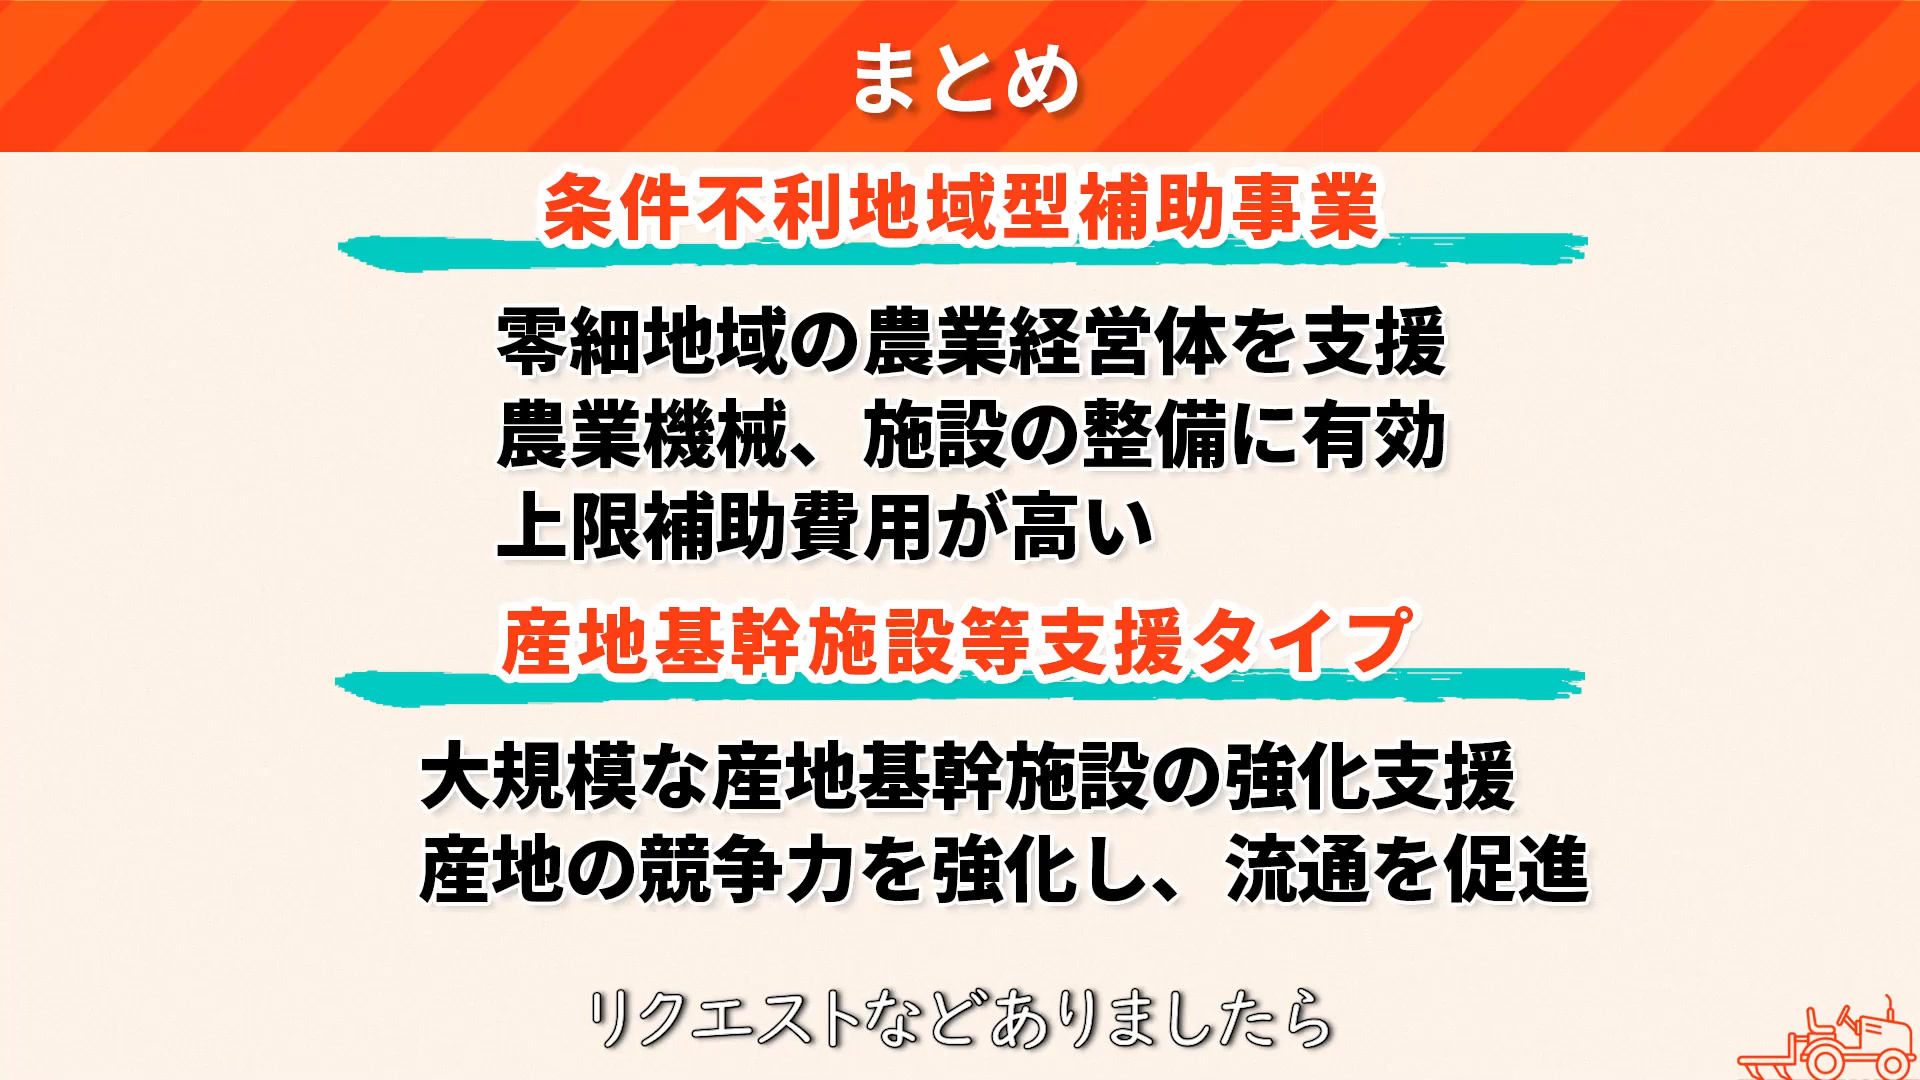 まとめ
条件不利地域型補助事業
零細地域の農業経営体を支援
農業機械、施設の整備に有効
上限補助費用が高い
産地基幹施設等支援タイプ
大規模な産地基幹施設の強化支援
産地の競争力を強化し、流通を促進
リクエストなどありましたら